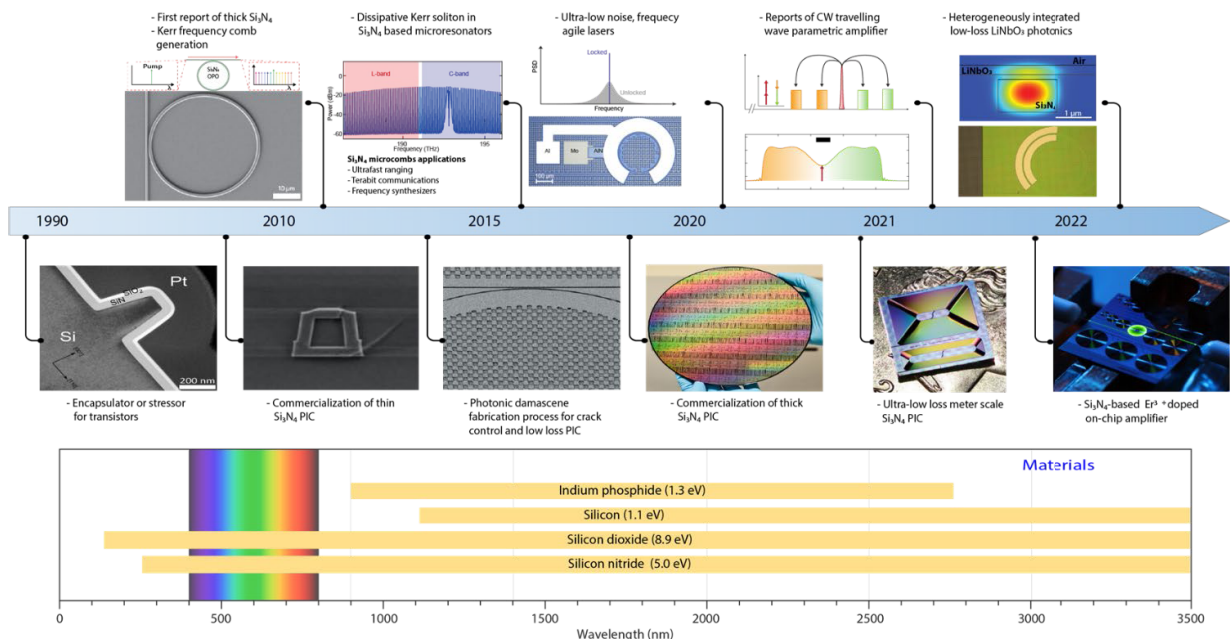 - First report of thick Si₃N₄
- Kerr frequency comb
generation
Pump
Si₃N₄
OPO
λ
λ
10 μm
- Dissipative Kerr soliton in
Si₃N₄ based microresonators
L-band
C-band
Power (dBm)
0
-20
-40
-60
190
195
Frequency (THz)
Si₃N₄ microcombs applications
- Ultrafast ranging
- Terabit communications
- Frequency synthesizers
- Ultra-low noise, frequecy
agile lasers
PSD
Locked
Unlocked
Frequency
Al
Mo
AlN
100 μm
- Reports of CW travelling
wave parametric amplifier
- Heterogeneously integrated
low-loss LiNbO₃ photonics
Air
LiNbO₃
Si₃N₄
1 μm
1990
2010
2015
2020
2021
2022
Pt
SiO₂
SiN
Si
200 nm
- Encapsulator or stressor
for transistors
- Commercialization of thin
Si₃N₄ PIC
- Photonic damascene
fabrication process for crack
control and low loss PIC
- Commercialization of thick
Si₃N₄ PIC
- Ultra-low loss meter scale
Si₃N₄ PIC
- Si₃N₄-based Er³⁺doped
on-chip amplifier
Materials
Indium phosphide (1.3 eV)
Silicon (1.1 eV)
Silicon dioxide (8.9 eV)
Silicon nitride (5.0 eV)
0
500
1000
1500
2000
2500
3000
3500
Wavelength (nm)